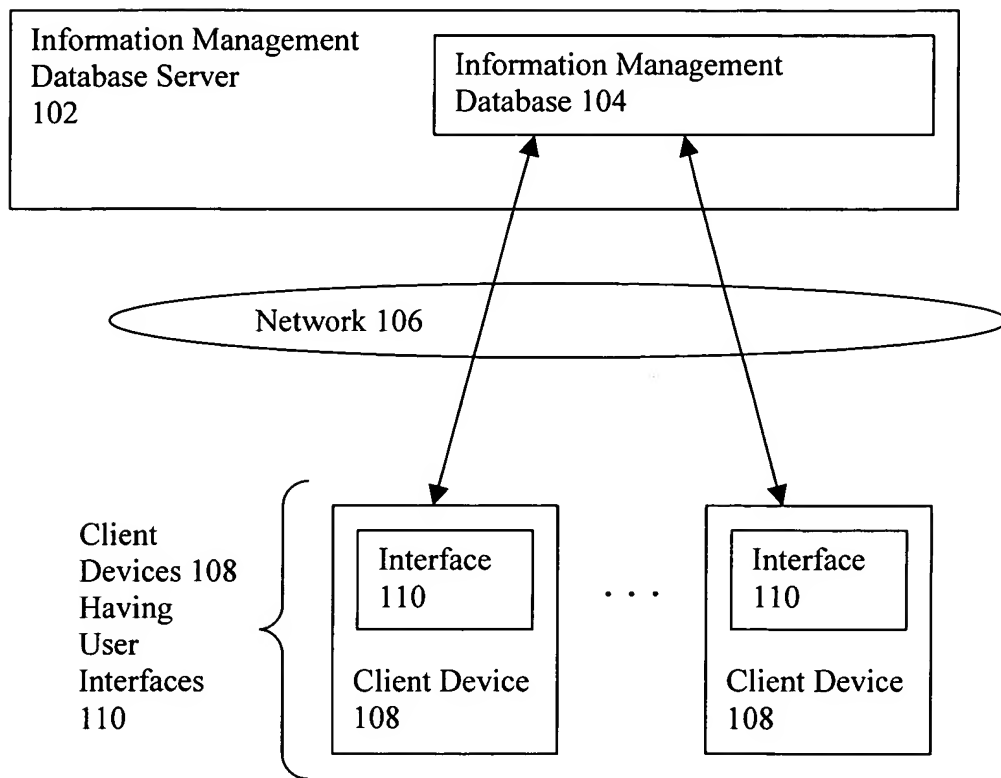 Information Management
Database Server
102
Information Management
Database 104
Network 106
Client
Devices 108
Having
User
Interfaces
110
Interface
110
Client Device
108
. . .
Interface
110
Client Device
108